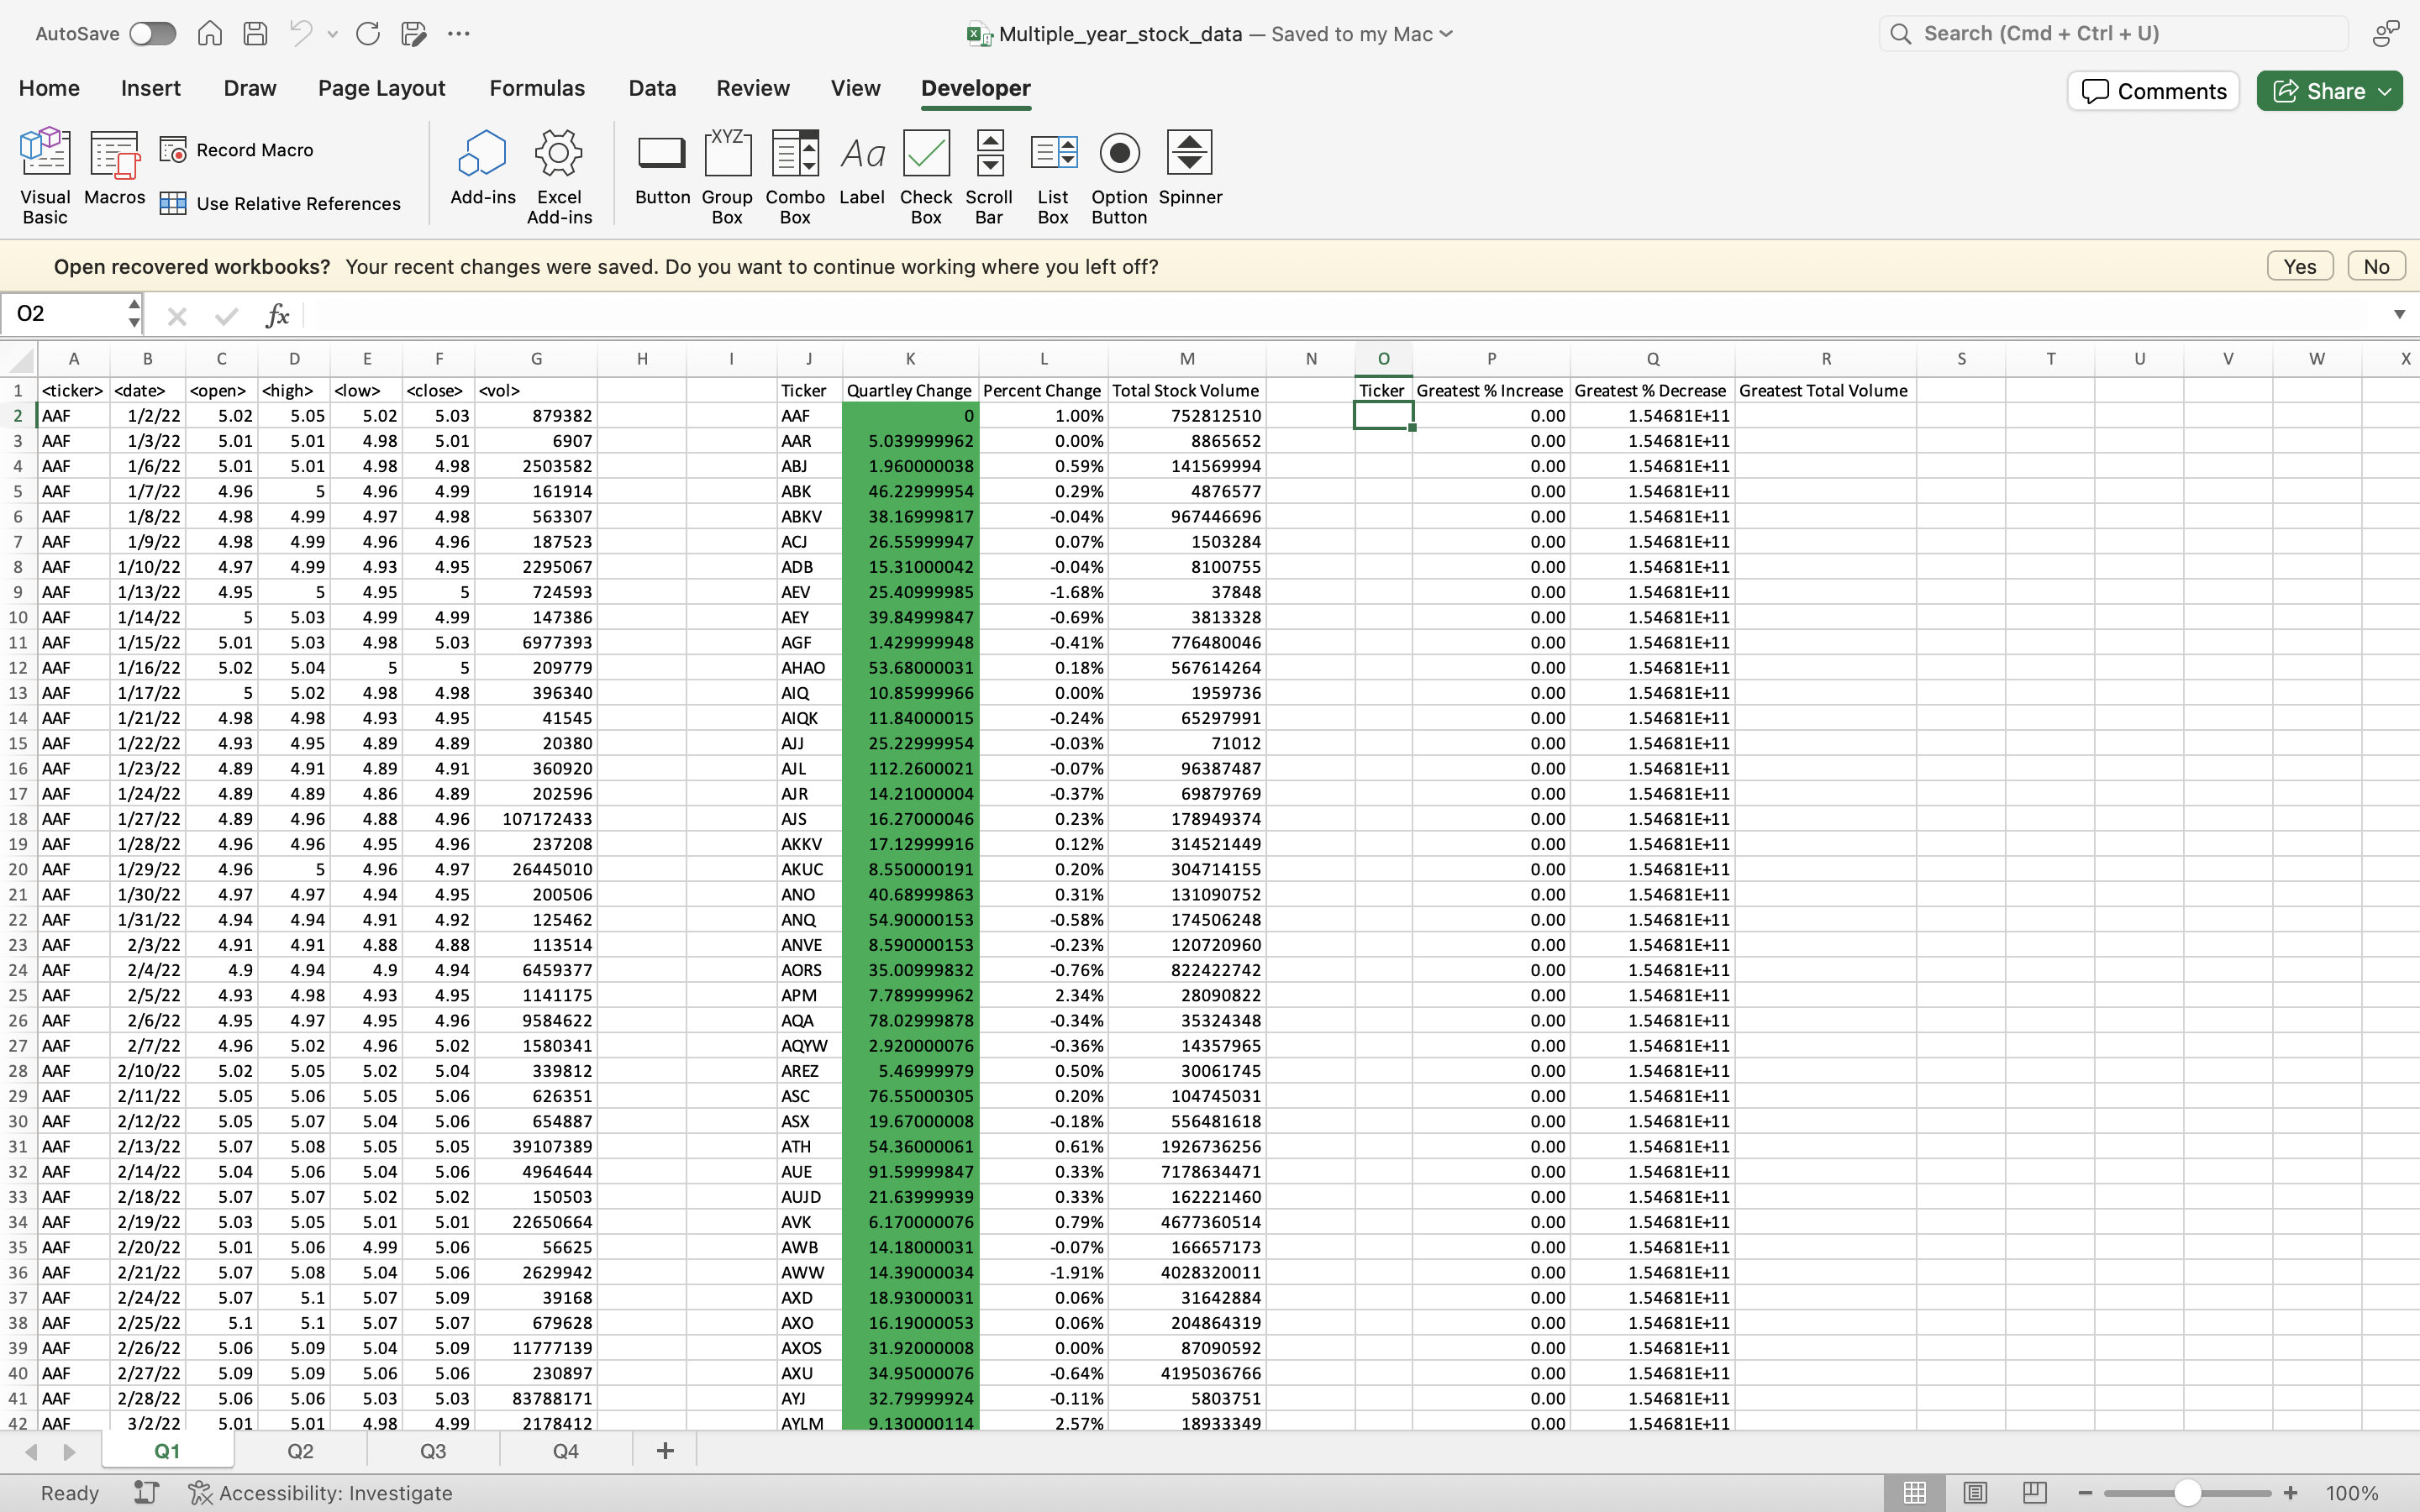 AutoSave Multiple_year_stock_data — Saved to my Mac Search (Cmd + Ctrl + U)
Home Insert Draw Page Layout Formulas Data Review View Developer Comments Share
Visual Basic Macros Record Macro Use Relative References Add-ins Excel Add-ins Button XYZ Group Box Combo Box Aa Label Check Box Scroll Bar List Box Option Button Spinner
Open recovered workbooks? Your recent changes were saved. Do you want to continue working where you left off? Yes No
O2 fx
A B C D E F G H I J K L M N O P Q R S T U V W X
1 <ticker> <date> <open> <high> <low> <close> <vol> Ticker Quartley Change Percent Change Total Stock Volume Ticker Greatest % Increase Greatest % Decrease Greatest Total Volume
2 AAF 1/2/22 5.02 5.05 5.02 5.03 879382 AAF 0 1.00% 752812510 0.00 1.54681E+11
3 AAF 1/3/22 5.01 5.01 4.98 5.01 6907 AAR 5.039999962 0.00% 8865652 0.00 1.54681E+11
4 AAF 1/6/22 5.01 5.01 4.98 4.98 2503582 ABJ 1.960000038 0.59% 141569994 0.00 1.54681E+11
5 AAF 1/7/22 4.96 5 4.96 4.99 161914 ABK 46.22999954 0.29% 4876577 0.00 1.54681E+11
6 AAF 1/8/22 4.98 4.99 4.97 4.98 563307 ABKV 38.16999817 -0.04% 967446696 0.00 1.54681E+11
7 AAF 1/9/22 4.98 4.99 4.96 4.96 187523 ACJ 26.55999947 0.07% 1503284 0.00 1.54681E+11
8 AAF 1/10/22 4.97 4.99 4.93 4.95 2295067 ADB 15.31000042 -0.04% 8100755 0.00 1.54681E+11
9 AAF 1/13/22 4.95 5 4.95 5 724593 AEV 25.40999985 -1.68% 37848 0.00 1.54681E+11
10 AAF 1/14/22 5 5.03 4.99 4.99 147386 AEY 39.84999847 -0.69% 3813328 0.00 1.54681E+11
11 AAF 1/15/22 5.01 5.03 4.98 5.03 6977393 AGF 1.429999948 -0.41% 776480046 0.00 1.54681E+11
12 AAF 1/16/22 5.02 5.04 5 5 209779 AHAO 53.68000031 0.18% 567614264 0.00 1.54681E+11
13 AAF 1/17/22 5 5.02 4.98 4.98 396340 AIQ 10.85999966 0.00% 1959736 0.00 1.54681E+11
14 AAF 1/21/22 4.98 4.98 4.93 4.95 41545 AIQK 11.84000015 -0.24% 65297991 0.00 1.54681E+11
15 AAF 1/22/22 4.93 4.95 4.89 4.89 20380 AJJ 25.22999954 -0.03% 71012 0.00 1.54681E+11
16 AAF 1/23/22 4.89 4.91 4.89 4.91 360920 AJL 112.2600021 -0.07% 96387487 0.00 1.54681E+11
17 AAF 1/24/22 4.89 4.89 4.86 4.89 202596 AJR 14.21000004 -0.37% 69879769 0.00 1.54681E+11
18 AAF 1/27/22 4.89 4.96 4.88 4.96 107172433 AJS 16.27000046 0.23% 178949374 0.00 1.54681E+11
19 AAF 1/28/22 4.96 4.96 4.95 4.96 237208 AKKV 17.12999916 0.12% 314521449 0.00 1.54681E+11
20 AAF 1/29/22 4.96 5 4.96 4.97 26445010 AKUC 8.550000191 0.20% 304714155 0.00 1.54681E+11
21 AAF 1/30/22 4.97 4.97 4.94 4.95 200506 ANO 40.68999863 0.31% 131090752 0.00 1.54681E+11
22 AAF 1/31/22 4.94 4.94 4.91 4.92 125462 ANQ 54.90000153 -0.58% 174506248 0.00 1.54681E+11
23 AAF 2/3/22 4.91 4.91 4.88 4.88 113514 ANVE 8.590000153 -0.23% 120720960 0.00 1.54681E+11
24 AAF 2/4/22 4.9 4.94 4.9 4.94 6459377 AORS 35.00999832 -0.76% 822422742 0.00 1.54681E+11
25 AAF 2/5/22 4.93 4.98 4.93 4.95 1141175 APM 7.789999962 2.34% 28090822 0.00 1.54681E+11
26 AAF 2/6/22 4.95 4.97 4.95 4.96 9584622 AQA 78.02999878 -0.34% 35324348 0.00 1.54681E+11
27 AAF 2/7/22 4.96 5.02 4.96 5.02 1580341 AQYW 2.920000076 -0.36% 14357965 0.00 1.54681E+11
28 AAF 2/10/22 5.02 5.05 5.02 5.04 339812 AREZ 5.46999979 0.50% 30061745 0.00 1.54681E+11
29 AAF 2/11/22 5.05 5.06 5.05 5.06 626351 ASC 76.55000305 0.20% 104745031 0.00 1.54681E+11
30 AAF 2/12/22 5.05 5.07 5.04 5.06 654887 ASX 19.67000008 -0.18% 556481618 0.00 1.54681E+11
31 AAF 2/13/22 5.07 5.08 5.05 5.05 39107389 ATH 54.36000061 0.61% 1926736256 0.00 1.54681E+11
32 AAF 2/14/22 5.04 5.06 5.04 5.06 4964644 AUE 91.59999847 0.33% 7178634471 0.00 1.54681E+11
33 AAF 2/18/22 5.07 5.07 5.02 5.02 150503 AUJD 21.63999939 0.33% 162221460 0.00 1.54681E+11
34 AAF 2/19/22 5.03 5.05 5.01 5.01 22650664 AVK 6.170000076 0.79% 4677360514 0.00 1.54681E+11
35 AAF 2/20/22 5.01 5.06 4.99 5.06 56625 AWB 14.18000031 -0.07% 166657173 0.00 1.54681E+11
36 AAF 2/21/22 5.07 5.08 5.04 5.06 2629942 AWW 14.39000034 -1.91% 4028320011 0.00 1.54681E+11
37 AAF 2/24/22 5.07 5.1 5.07 5.09 39168 AXD 18.93000031 0.06% 31642884 0.00 1.54681E+11
38 AAF 2/25/22 5.1 5.1 5.07 5.07 679628 AXO 16.19000053 0.06% 204864319 0.00 1.54681E+11
39 AAF 2/26/22 5.06 5.09 5.04 5.09 11777139 AXOS 31.92000008 0.00% 87090592 0.00 1.54681E+11
40 AAF 2/27/22 5.09 5.09 5.06 5.06 230897 AXU 34.95000076 -0.64% 4195036766 0.00 1.54681E+11
41 AAF 2/28/22 5.06 5.06 5.03 5.03 83788171 AYJ 32.79999924 -0.11% 5803751 0.00 1.54681E+11
42 AAF 3/2/22 5.01 5.01 4.98 4.99 2178412 AYLM 9.130000114 2.57% 18933349 0.00 1.54681E+11
Q1 Q2 Q3 Q4 +
Ready Accessibility: Investigate 100%